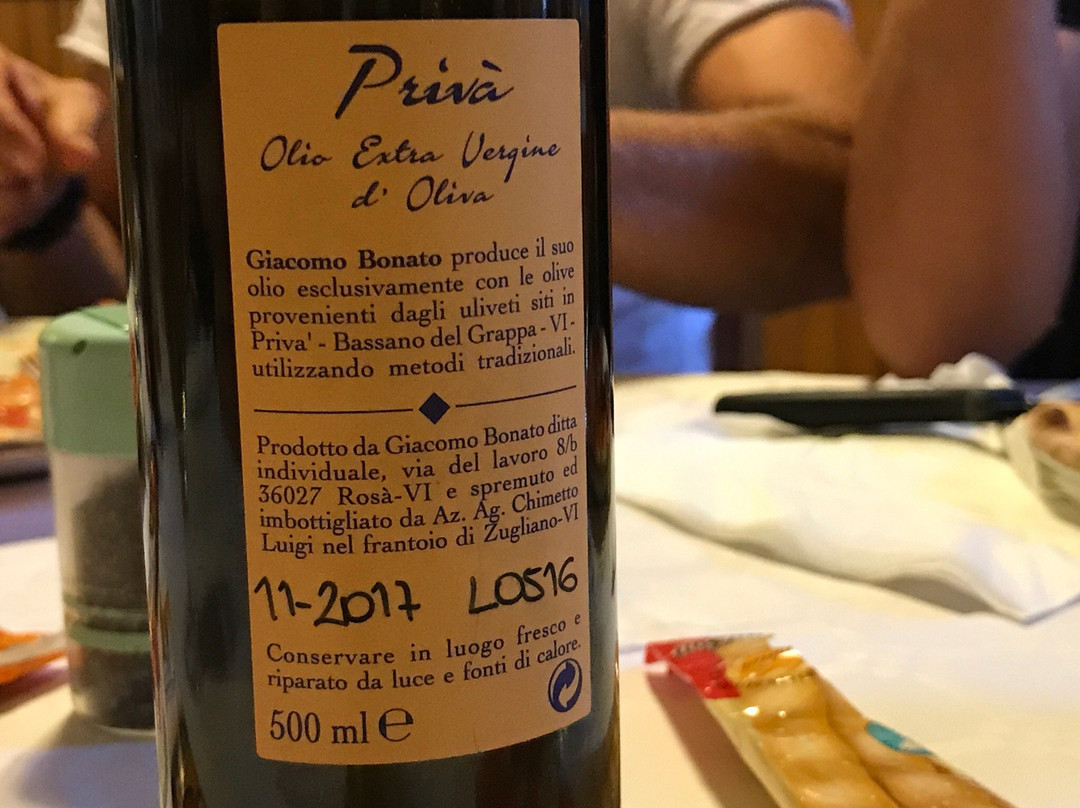 Privà
Olio Extra Vergine
d' Oliva
Giacomo Bonato produce il suo
olio esclusivamente con le olive
provenienti dagli uliveti siti in
Priva' - Bassano del Grappa - VI -
utilizzando metodi tradizionali.
Prodotto da Giacomo Bonato ditta
individuale, via del lavoro 8/b
36027 Rosà-VI e spremuto ed
imbottigliato da Az. Ag. Chimetto
Luigi nel frantoio di Zugliano-VI
11-2017 L0516
Conservare in luogo fresco e
riparato da luce e fonti di calore.
500 ml ℮